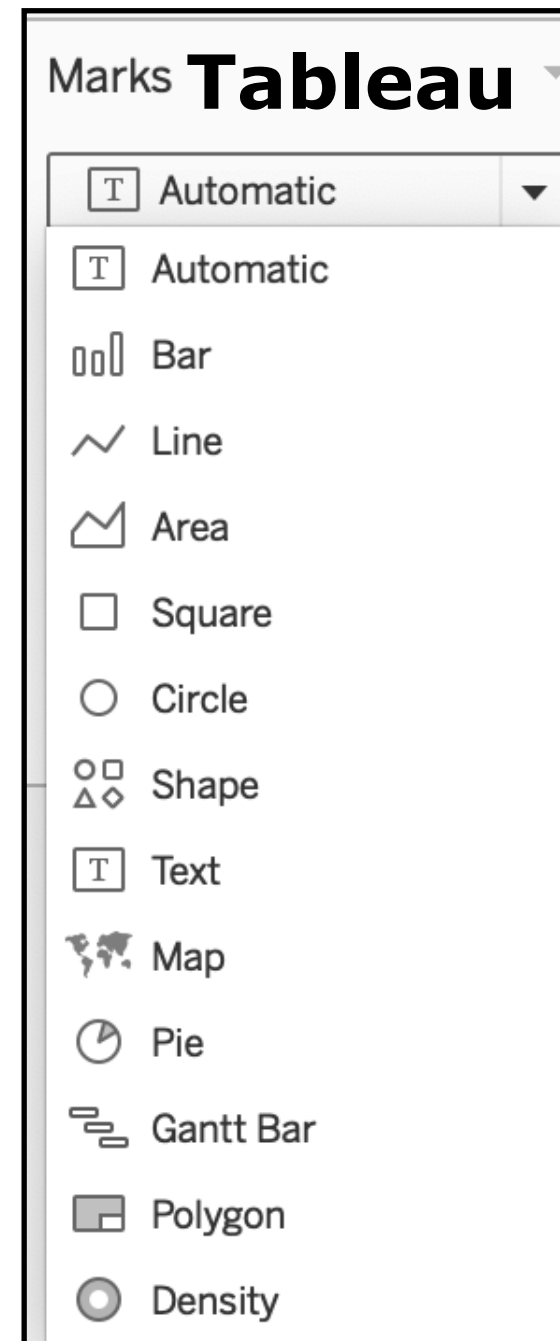 Marks Tableau
T Automatic
T Automatic
Bar
Line
Area
Square
Circle
Shape
T Text
Map
Pie
Gantt Bar
Polygon
Density